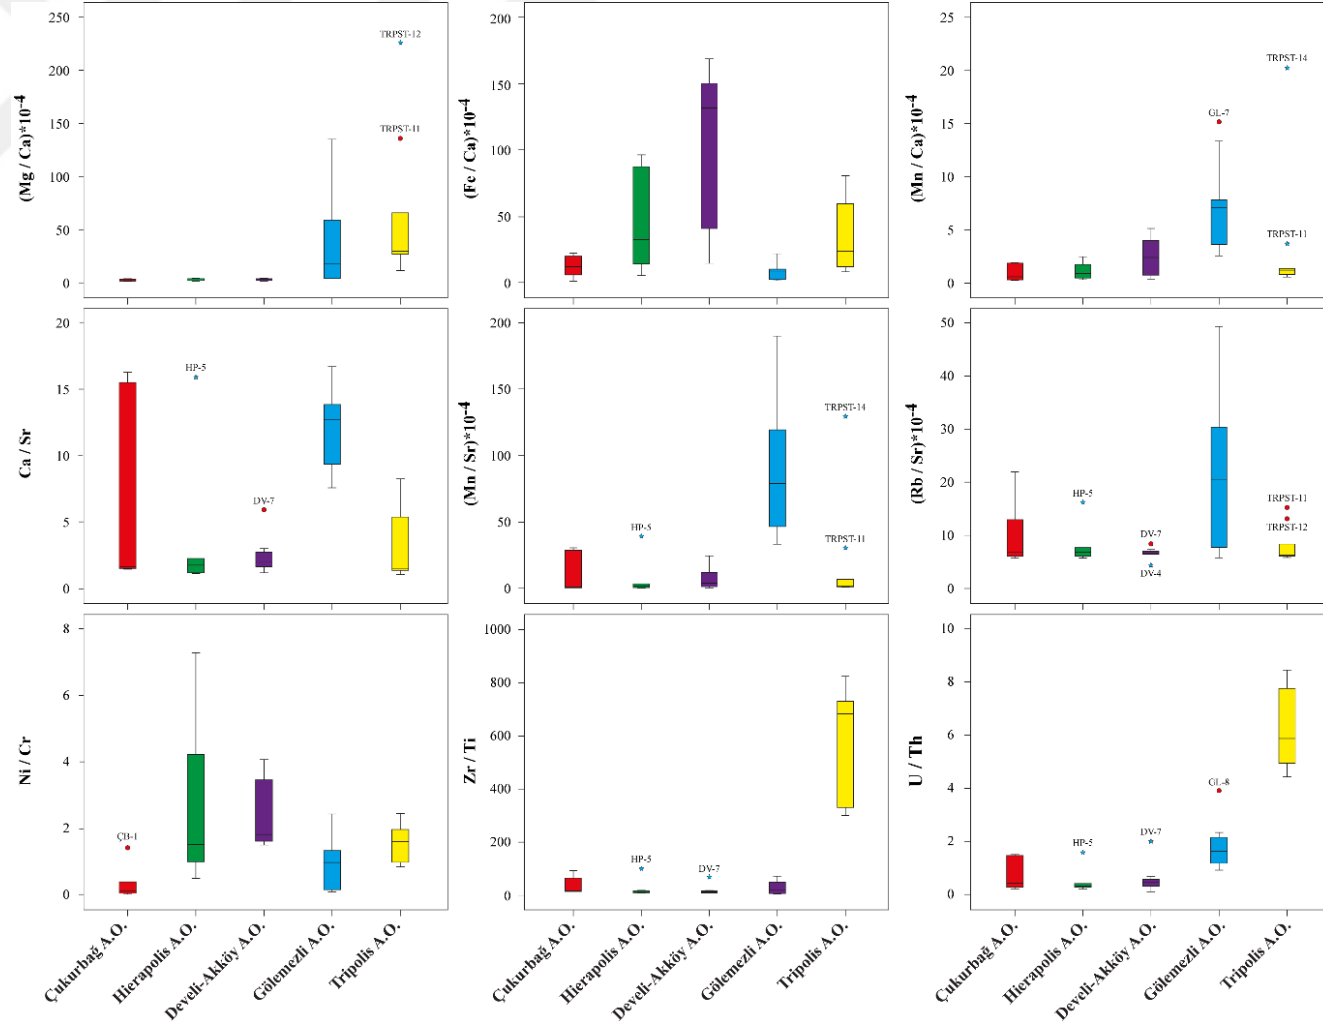 (Mg / Ca)*10-4
250
200
150
100
50
0
TRPST-12
TRPST-11
(Fe / Ca)*10-4
200
150
100
50
0
(Mn / Ca)*10-4
25
20
15
10
5
0
GL-7
TRPST-14
TRPST-11
Ca / Sr
20
15
10
5
0
HP-5
DV-7
(Mn / Sr)*10-4
200
150
100
50
0
HP-5
TRPST-14
TRPST-11
(Rb / Sr)*10-4
50
40
30
20
10
0
HP-5
DV-7
DV-4
TRPST-11
TRPST-12
Ni / Cr
8
6
4
2
0
ÇB-1
Zr / Ti
1000
800
600
400
200
0
HP-5
DV-7
U / Th
10
8
6
4
2
0
HP-5
DV-7
GL-8
Çukurbağ A.O.
Hierapolis A.O.
Develi-Akköy A.O.
Gölemezli A.O.
Tripolis A.O.
Çukurbağ A.O.
Hierapolis A.O.
Develi-Akköy A.O.
Gölemezli A.O.
Tripolis A.O.
Çukurbağ A.O.
Hierapolis A.O.
Develi-Akköy A.O.
Gölemezli A.O.
Tripolis A.O.